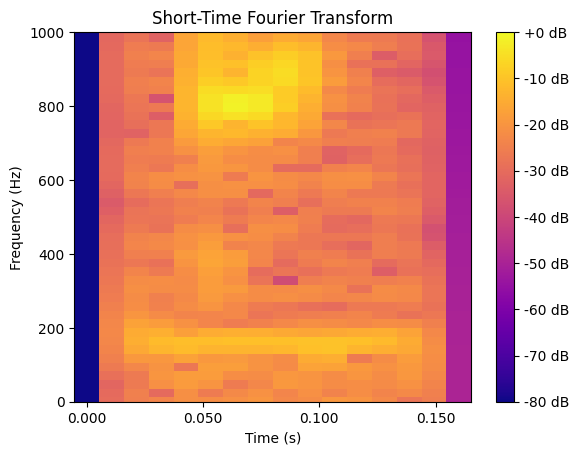 Short-Time Fourier Transform
1000
800
600
400
200
0
Frequency (Hz)
0.000
0.050
0.100
0.150
Time (s)
+0 dB
-10 dB
-20 dB
-30 dB
-40 dB
-50 dB
-60 dB
-70 dB
-80 dB